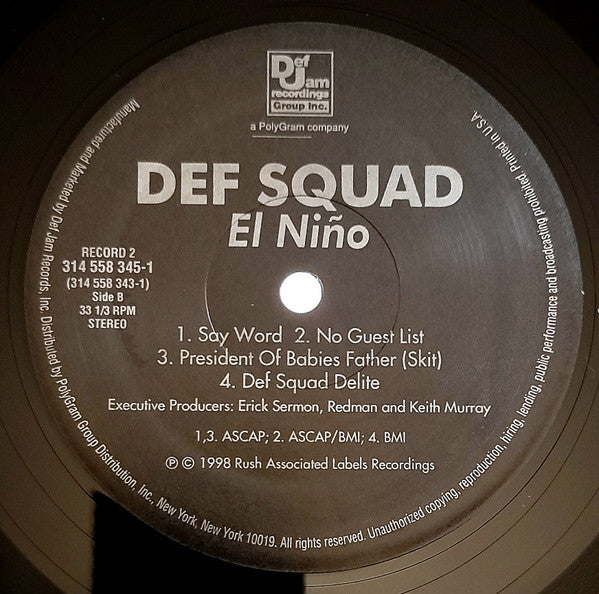 Def
Jam
recordings
Group Inc.
a PolyGram company
DEF SQUAD
El Niño
RECORD 2
314 558 345-1
(314 558 343-1)
Side B
33 1/3 RPM
STEREO
1. Say Word 2. No Guest List
3. President Of Babies Father (Skit)
4. Def Squad Delite
Executive Producers: Erick Sermon, Redman and Keith Murray
1,3. ASCAP; 2. ASCAP/BMI; 4. BMI
℗ © 1998 Rush Associated Labels Recordings
Manufactured and Marketed by Def Jam Records, Inc. Distributed by PolyGram Group Distribution, Inc., New York, New York 10019. All rights reserved. Unauthorized copying, reproduction, hiring, lending, public performance and broadcasting prohibited. Printed in U.S.A.